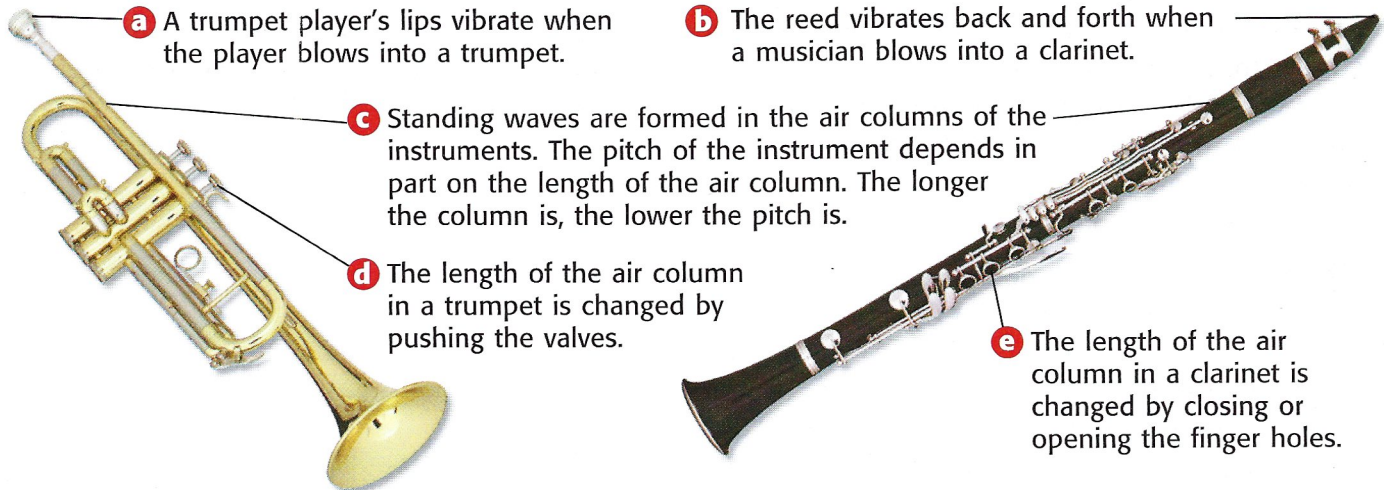 a A trumpet player's lips vibrate when
the player blows into a trumpet.
b The reed vibrates back and forth when
a musician blows into a clarinet.
c Standing waves are formed in the air columns of the
instruments. The pitch of the instrument depends in
part on the length of the air column. The longer
the column is, the lower the pitch is.
d The length of the air column
in a trumpet is changed by
pushing the valves.
e The length of the air
column in a clarinet is
changed by closing or
opening the finger holes.